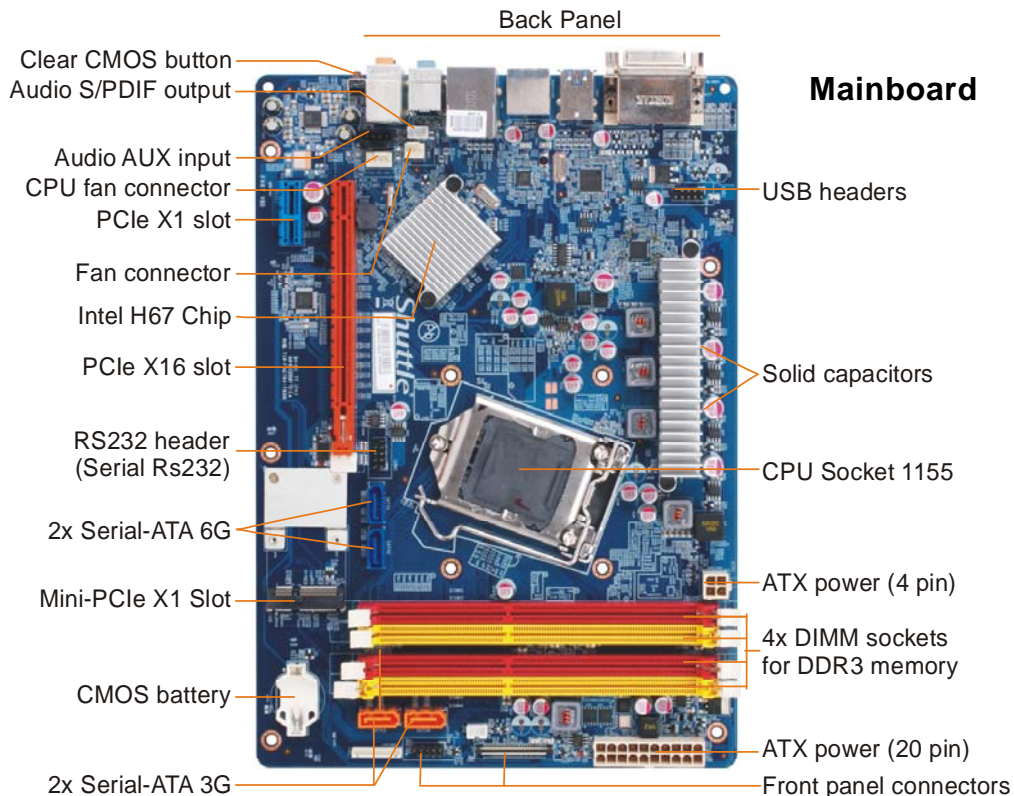 Back Panel
Mainboard
Clear CMOS button
Audio S/PDIF output
Audio AUX input
CPU fan connector
PCIe X1 slot
Fan connector
Intel H67 Chip
PCIe X16 slot
RS232 header
(Serial Rs232)
2x Serial-ATA 6G
Mini-PCIe X1 Slot
CMOS battery
2x Serial-ATA 3G
USB headers
Solid capacitors
CPU Socket 1155
ATX power (4 pin)
4x DIMM sockets
for DDR3 memory
ATX power (20 pin)
Front panel connectors
Shuttle